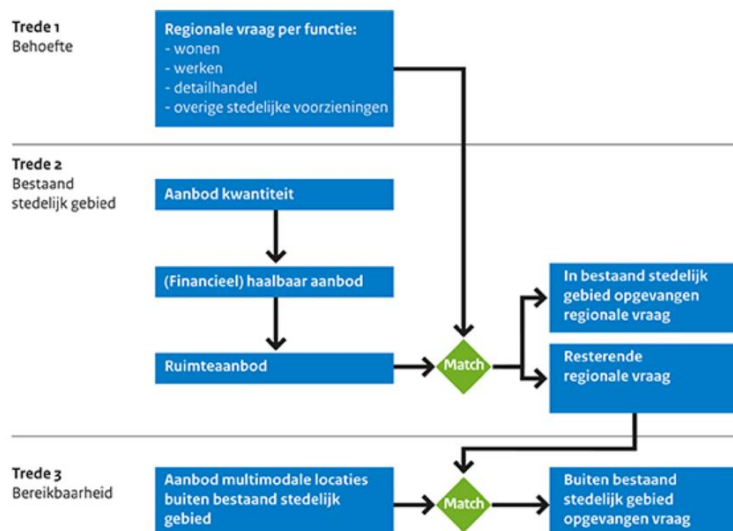 Trede 1
Behoefte
Regionale vraag per functie:
- wonen
- werken
- detailhandel
- overige stedelijke voorzieningen
Trede 2
Bestaand
stedelijk gebied
Aanbod kwantiteit
(Financieel) haalbaar aanbod
Ruimteaanbod
Match
In bestaand stedelijk
gebied opgevangen
regionale vraag
Resterende
regionale vraag
Trede 3
Bereikbaarheid
Aanbod multimodale locaties
buiten bestaand stedelijk
gebied
Match
Buiten bestaand
stedelijk gebied
opgevangen vraag